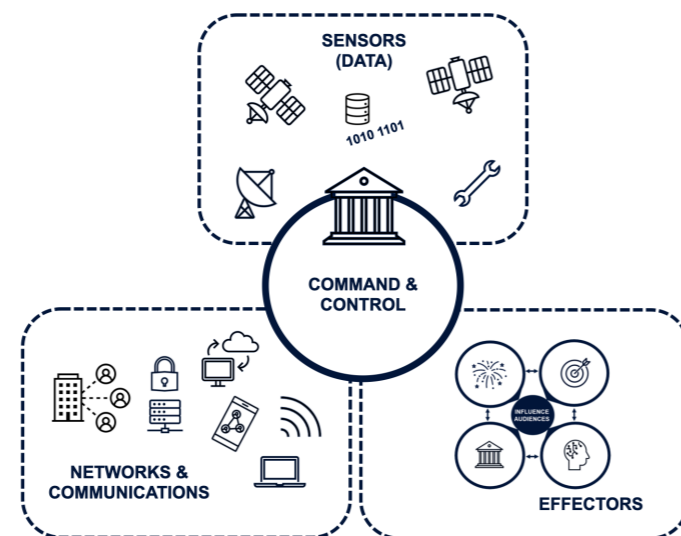 SENSORS
(DATA)
1010 1101
COMMAND &
CONTROL
NETWORKS &
COMMUNICATIONS
INFLUENCE
AUDIENCES
EFFECTORS